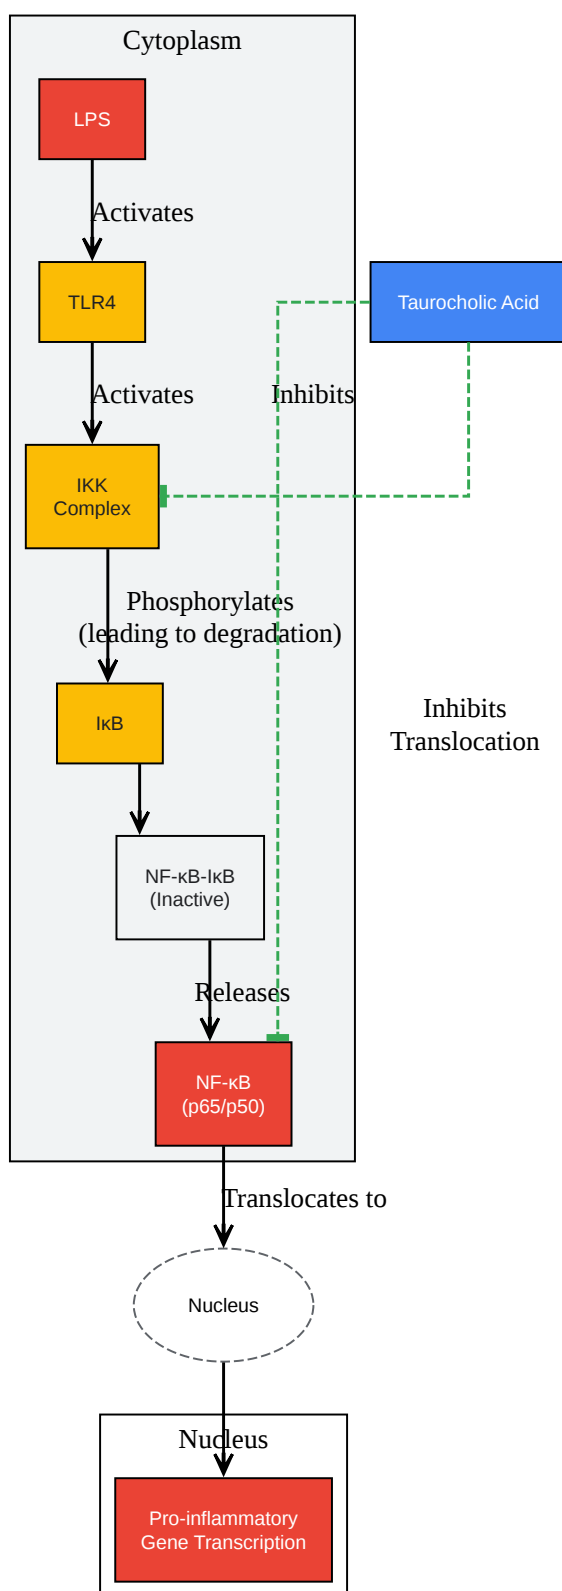 Cytoplasm
LPS
Activates
TLR4
Taurocholic Acid
Activates
Inhibits
IKK
Complex
Phosphorylates
(leading to degradation)
IκB
Inhibits
Translocation
NF-κB-IκB
(Inactive)
Releases
NF-κB
(p65/p50)
Translocates to
Nucleus
Nucleus
Pro-inflammatory
Gene Transcription